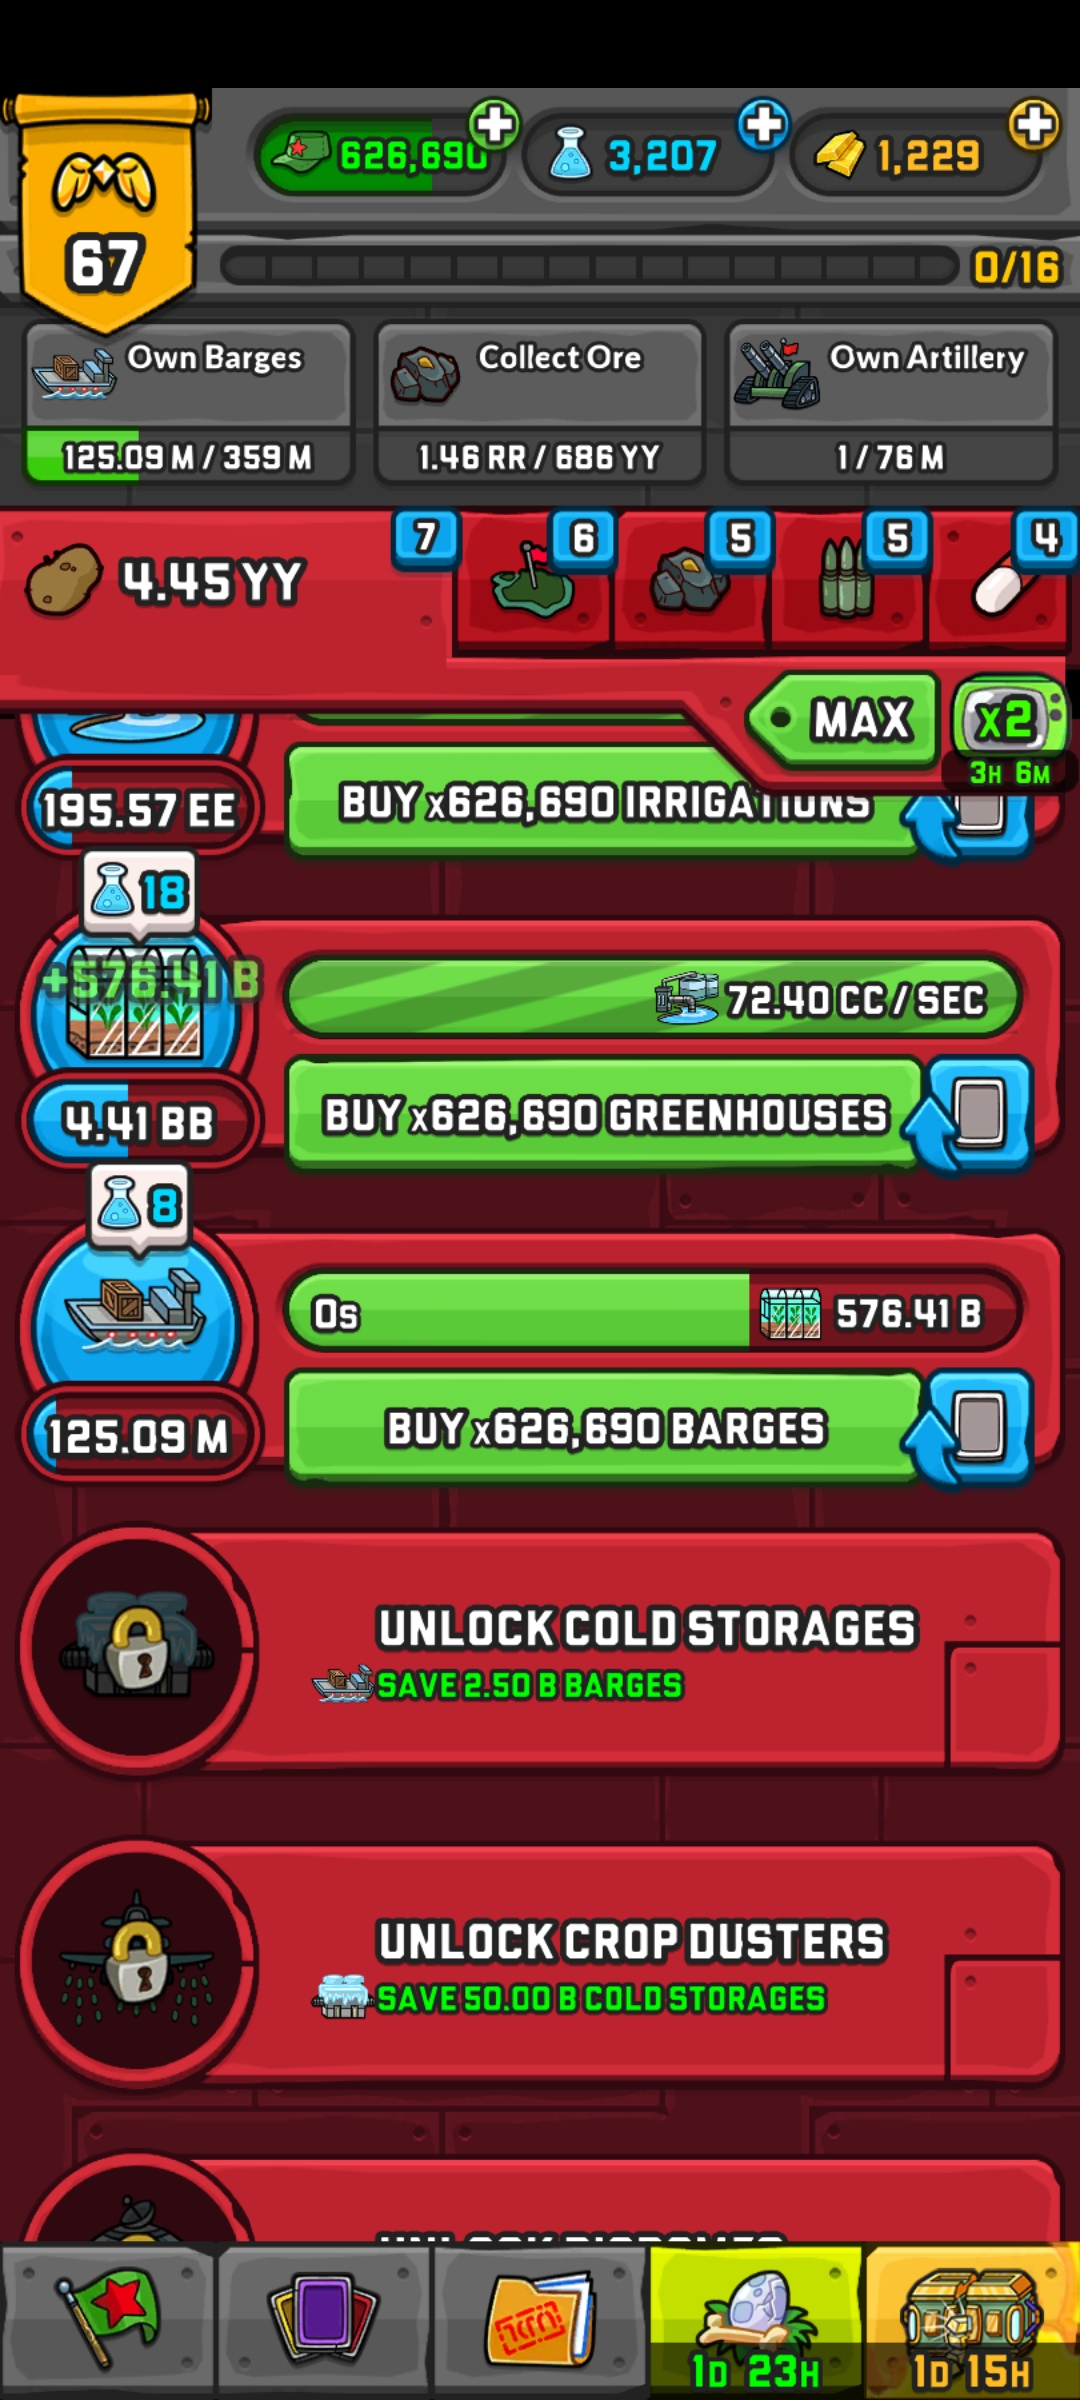 67
626,690
3,207
1,229
0/16
Own Barges
125.09 M / 359 M
Collect Ore
1.46 RR / 686 YY
Own Artillery
1 / 76 M
4.45 YY
7
6
5
5
4
MAX
X2
3H 6M
195.57 EE
BUY x626,690 IRRIGATIONS
18
+576.41 B
72.40 CC / SEC
4.41 BB
BUY x626,690 GREENHOUSES
8
0s
576.41 B
125.09 M
BUY x626,690 BARGES
UNLOCK COLD STORAGES
SAVE 2.50 B BARGES
UNLOCK CROP DUSTERS
SAVE 50.00 B COLD STORAGES
UNLOCK
1D 23H
1D 15H